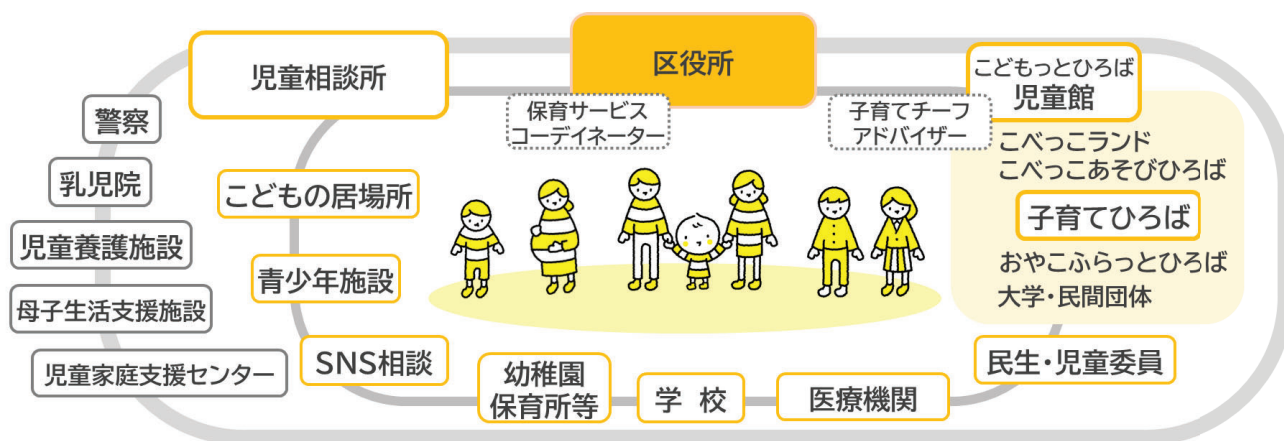 区役所
児童相談所
保育サービス
コーデイネーター
子育てチーフ
アドバイザー
こどもっとひろば
児童館
こべっこランド
こべっこあそびひろば
子育てひろば
おやこふらっとひろば
大学・民間団体
警察
乳児院
児童養護施設
母子生活支援施設
児童家庭支援センター
こどもの居場所
青少年施設
SNS相談
幼稚園
保育所等
学 校
医療機関
民生・児童委員